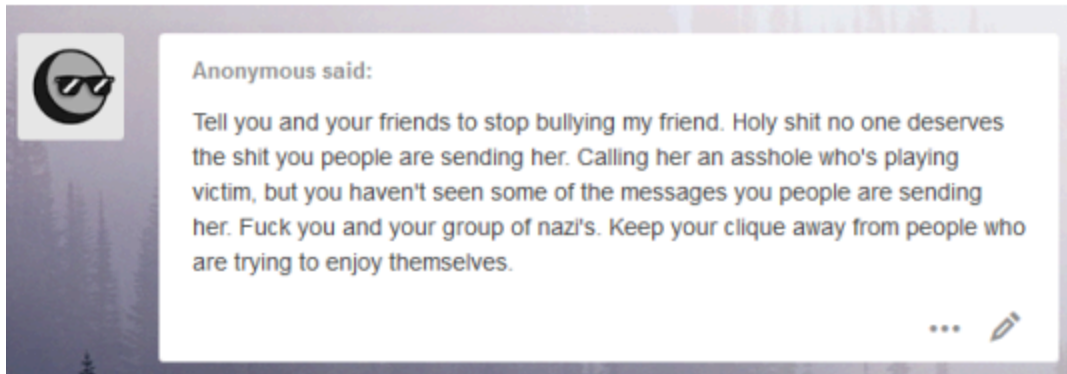 Anonymous said:
Tell you and your friends to stop bullying my friend. Holy shit no one deserves
the shit you people are sending her. Calling her an asshole who's playing
victim, but you haven't seen some of the messages you people are sending
her. Fuck you and your group of nazi's. Keep your clique away from people who
are trying to enjoy themselves.